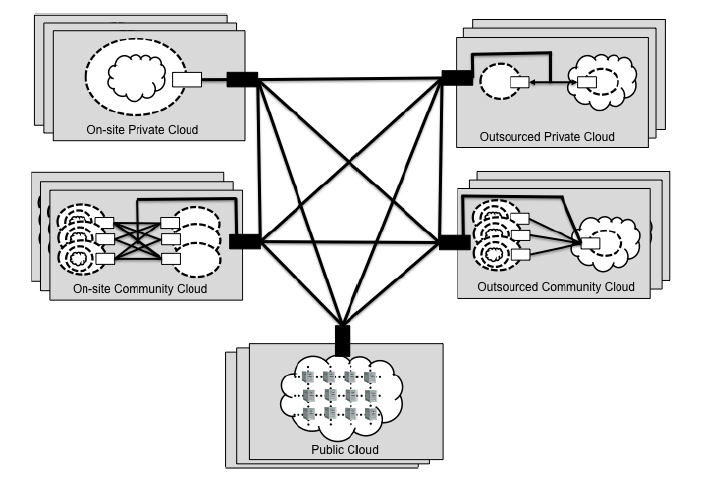 On-site Private Cloud
Outsourced Private Cloud
On-site Community Cloud
Outsourced Community Cloud
Public Cloud